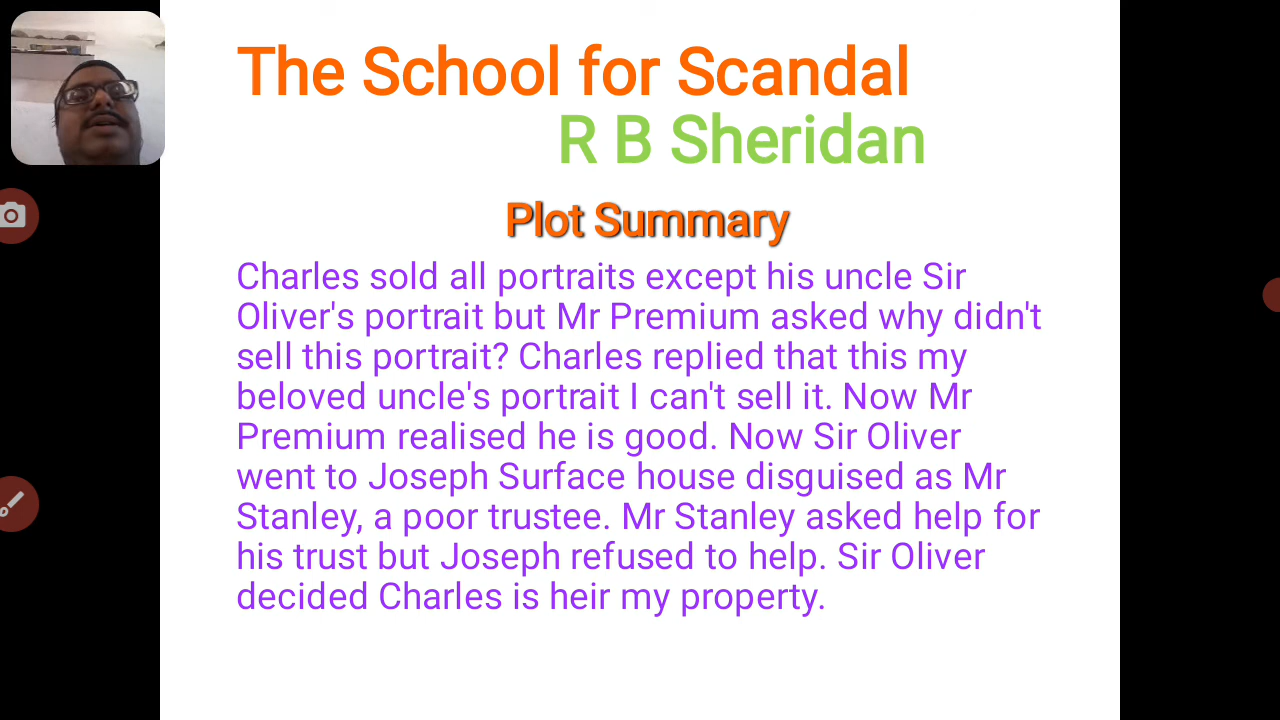 The School for Scandal
R B Sheridan
Plot Summary
Charles sold all portraits except his uncle Sir
Oliver's portrait but Mr Premium asked why didn't
sell this portrait? Charles replied that this my
beloved uncle's portrait I can't sell it. Now Mr
Premium realised he is good. Now Sir Oliver
went to Joseph Surface house disguised as Mr
Stanley, a poor trustee. Mr Stanley asked help for
his trust but Joseph refused to help. Sir Oliver
decided Charles is heir my property.